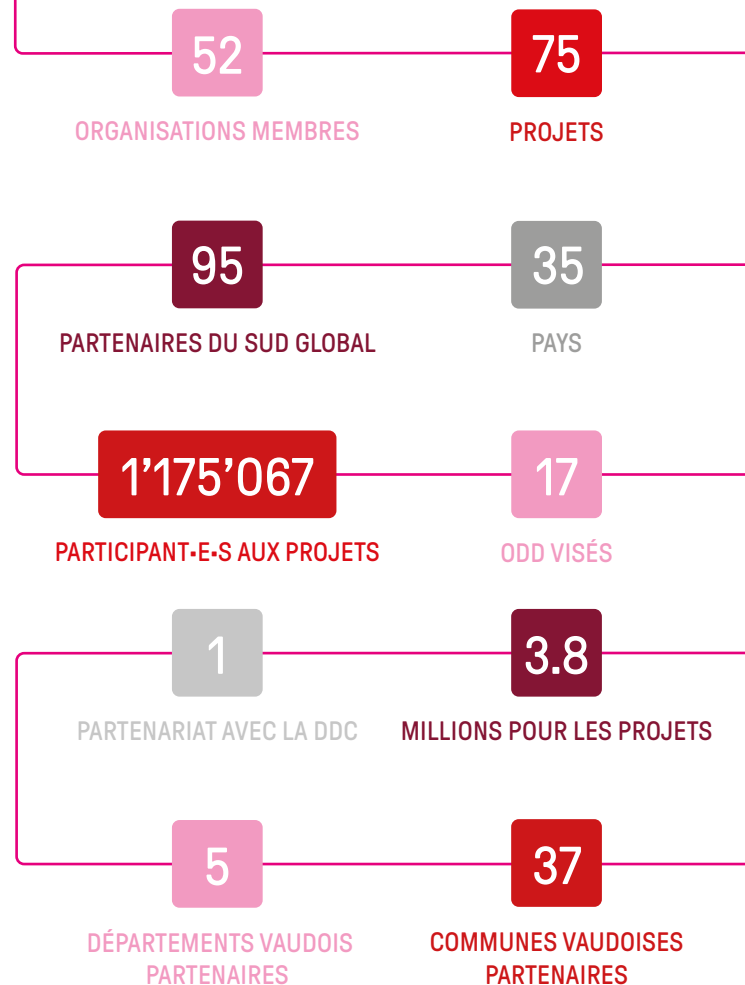 52
ORGANISATIONS MEMBRES
75
PROJETS
95
PARTENAIRES DU SUD GLOBAL
35
PAYS
1’175’067
PARTICIPANT•E•S AUX PROJETS
17
ODD VISÉS
1
PARTENARIAT AVEC LA DDC
3.8
MILLIONS POUR LES PROJETS
5
DÉPARTEMENTS VAUDOIS
PARTENAIRES
37
COMMUNES VAUDOISES
PARTENAIRES